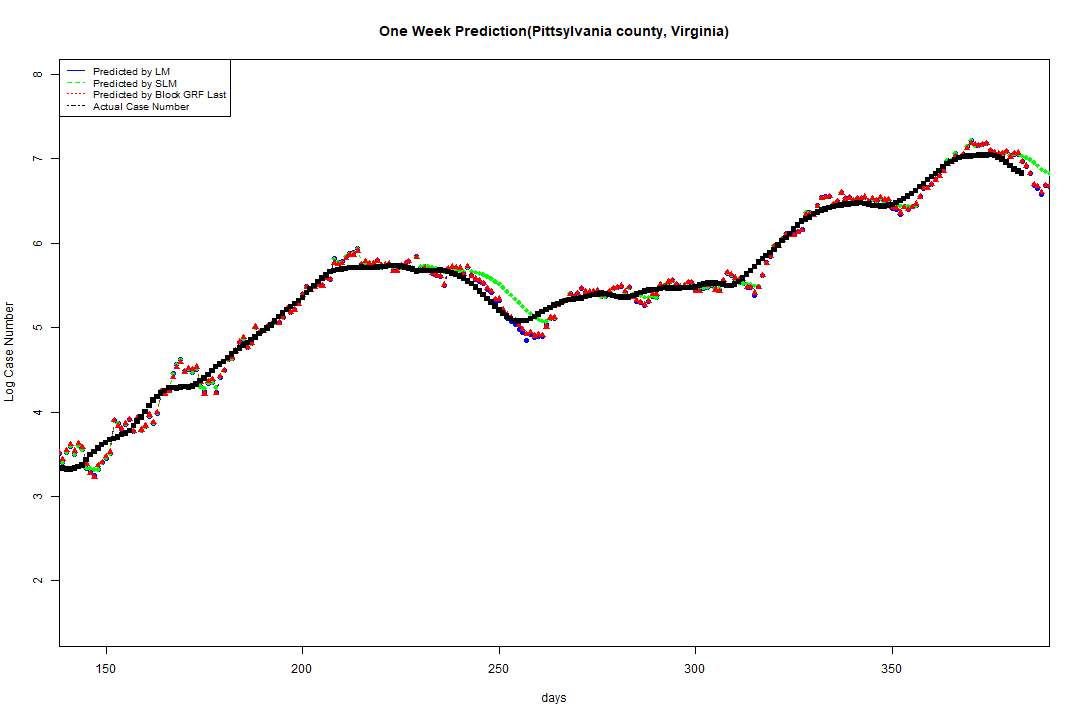 One Week Prediction(Pittsylvania county, Virginia)
Predicted by LM
Predicted by SLM
Predicted by Block GRF Last
Actual Case Number
8
7
6
5
4
3
2
Log Case Number
150 200 250 300 350
days